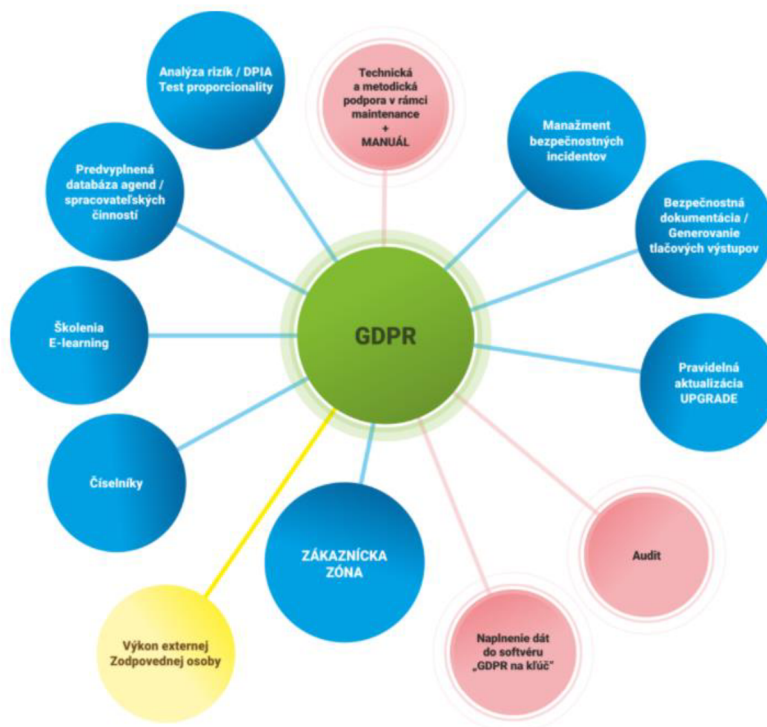 Analýza rizík / DPIA
Test proporcionality
Technická
a metodická
podpora v rámci
maintenance
+
MANUÁL
Manažment
bezpečnostných
incidentov
Predvyplnená
databáza agend /
spracovateľských
činností
Bezpečnostná
dokumentácia /
Generovanie
tlačových výstupov
GDPR
Školenia
E-learning
Pravidelná
aktualizácia
UPGRADE
Číselníky
ZÁKAZNÍCKA
ZÓNA
Audit
Výkon externej
Zodpovednej osoby
Naplnenie dát
do softvéru
„GDPR na kľúč“